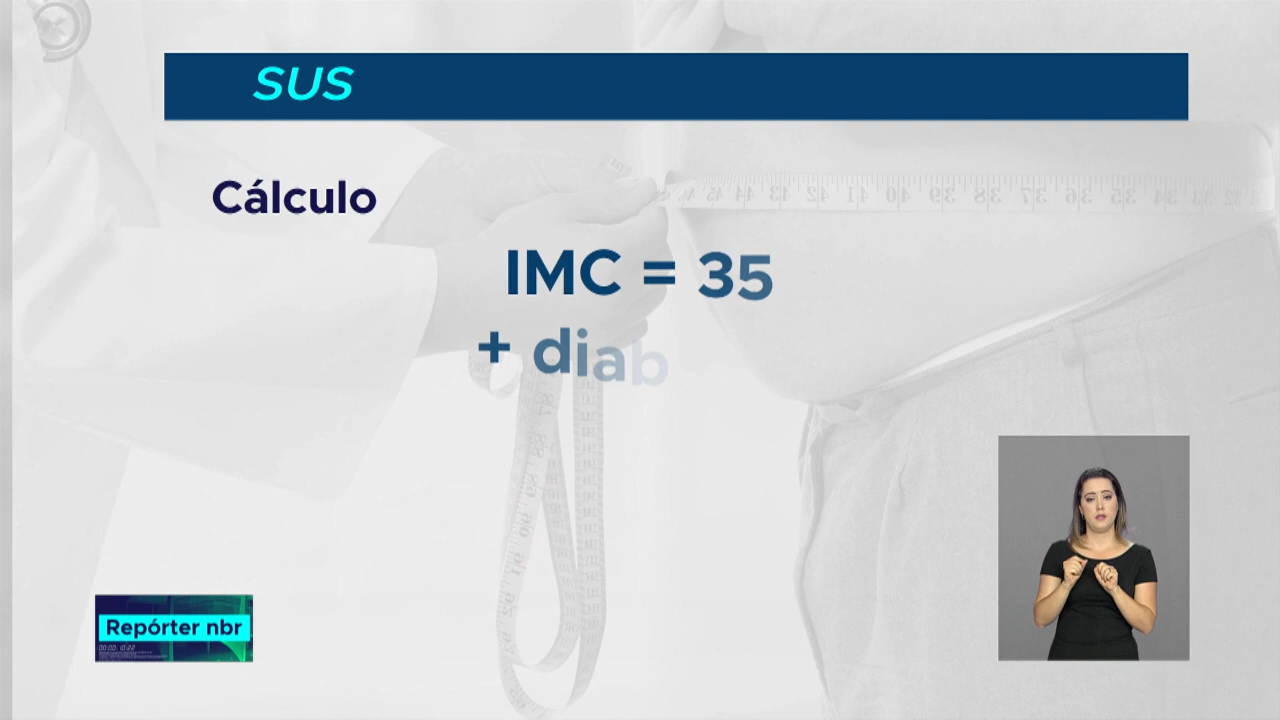 SUS
Cálculo
IMC = 35
+ diab
Repórter nbr